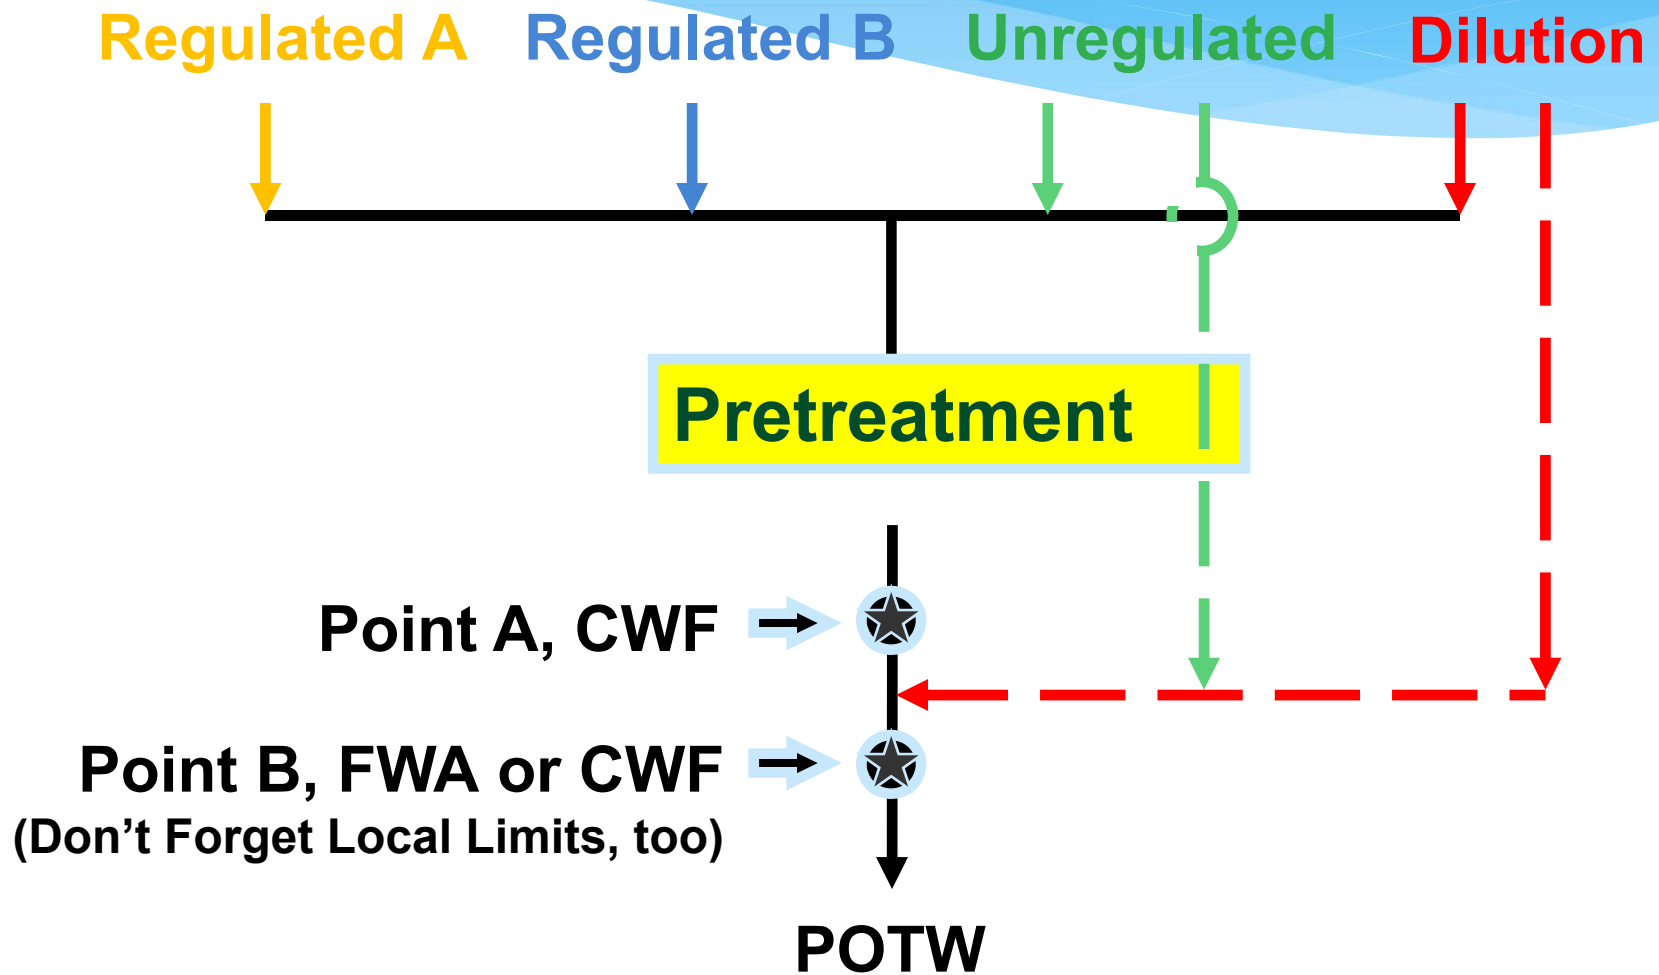 Regulated A Regulated B Unregulated Dilution
Pretreatment
Point A, CWF
Point B, FWA or CWF
(Don’t Forget Local Limits, too)
POTW